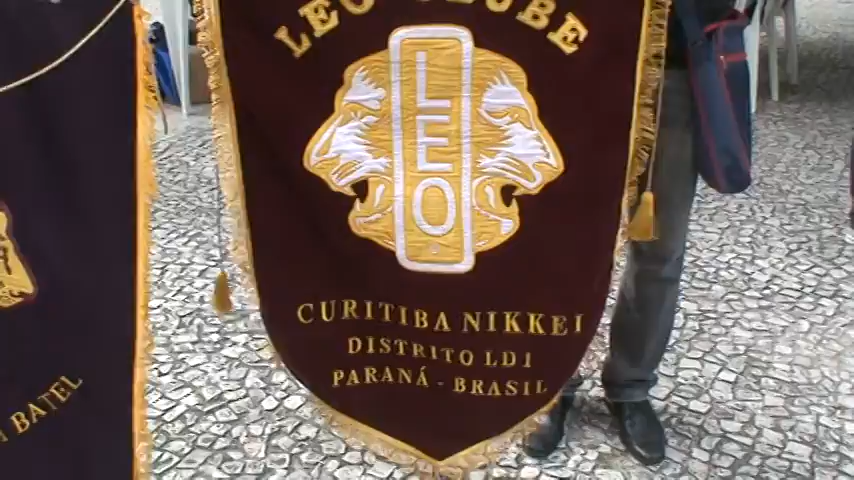 LEO CLUBE
LEO
CURITIBA NIKKEI
DISTRITO LD1
PARANÁ - BRASIL
BATEL